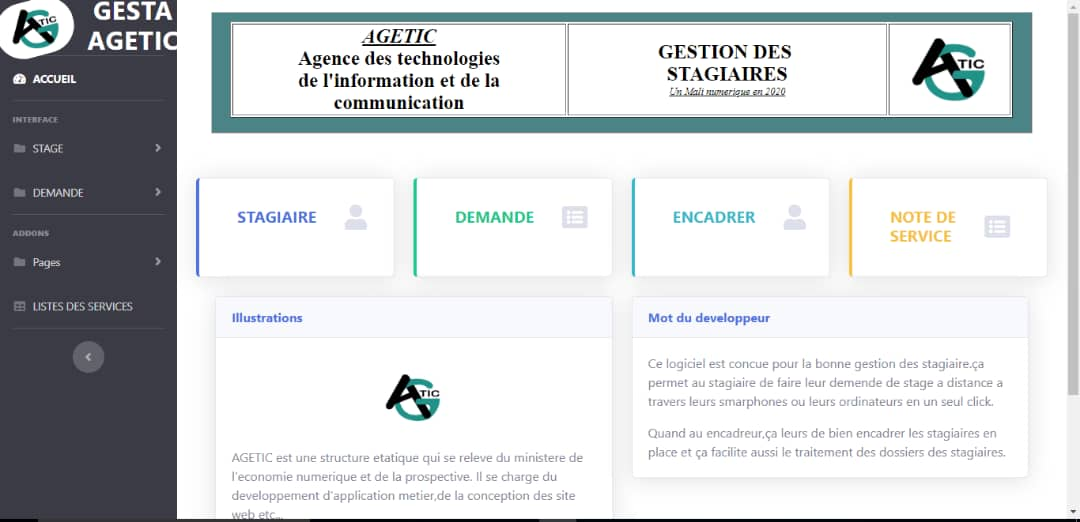 TIC
GESTA
AGETIC
ACCUEIL
INTERFACE
STAGE
DEMANDE
ADDONS
Pages
LISTES DES SERVICES
AGETIC
Agence des technologies
de l'information et de la
communication
GESTION DES
STAGIAIRES
Un Mali numerique en 2020
TIC
STAGIAIRE
DEMANDE
ENCADRER
NOTE DE
SERVICE
Illustrations
TIC
AGETIC est une structure etatique qui se releve du ministere de
l'economie numerique et de la prospective. Il se charge du
developpement d'application metier,de la conception des site
web etc...
Mot du developpeur
Ce logiciel est concue pour la bonne gestion des stagiaire.ça
permet au stagiaire de faire leur demende de stage a distance a
travers leurs smarphones ou leurs ordinateurs en un seul click.
Quand au encadreur,ça leurs de bien encadrer les stagiaires en
place et ça facilite aussi le traitement des dossiers des stagiaires.